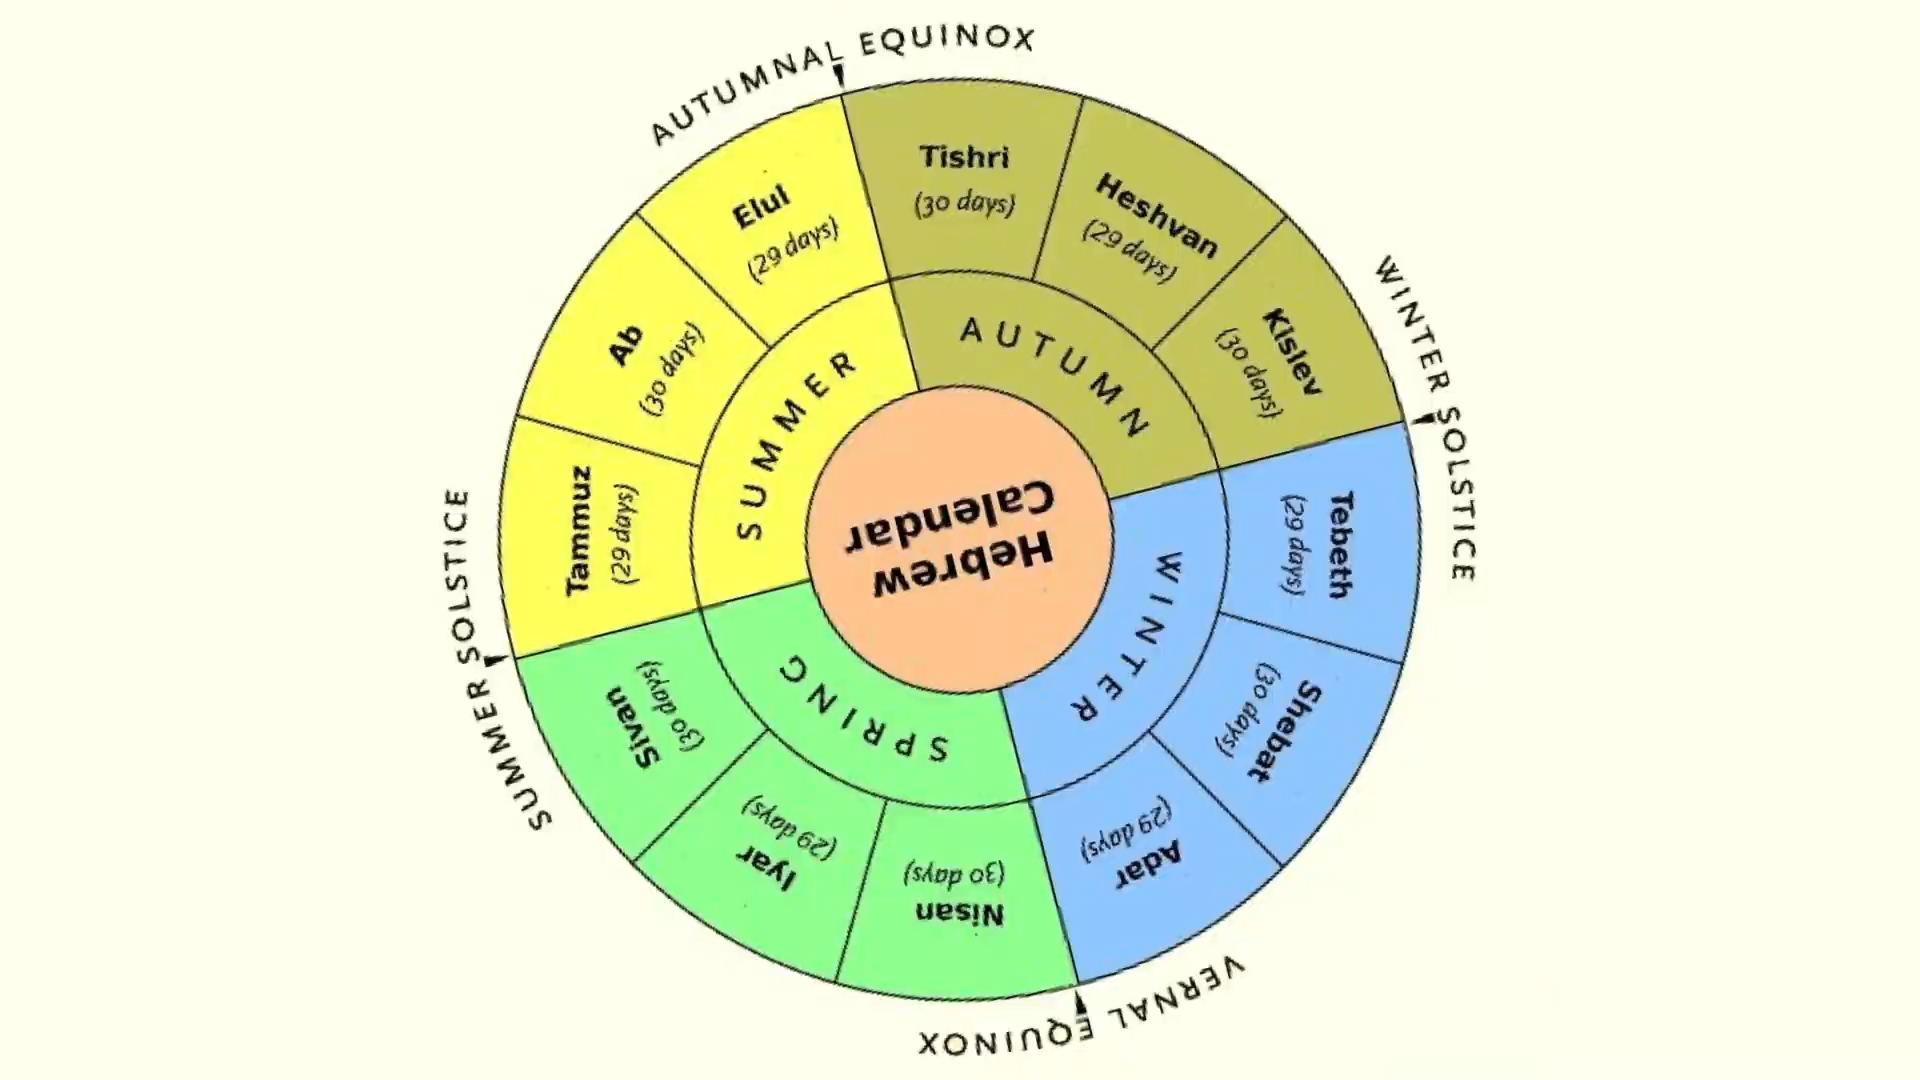 AUTUMNAL EQUINOX
WINTER SOLSTICE
VERNAL EQUINOX
SUMMER SOLSTICE
Tishri
(30 days)
Heshvan
(29 days)
Kislev
(30 days)
Tebeth
(29 days)
Shebat
(30 days)
Adar
(29 days)
Nisan
(30 days)
Iyar
(29 days)
Sivan
(30 days)
Tammuz
(29 days)
Ab
(30 days)
Elul
(29 days)
AUTUMN
WINTER
SPRING
SUMMER
Hebrew
Calendar